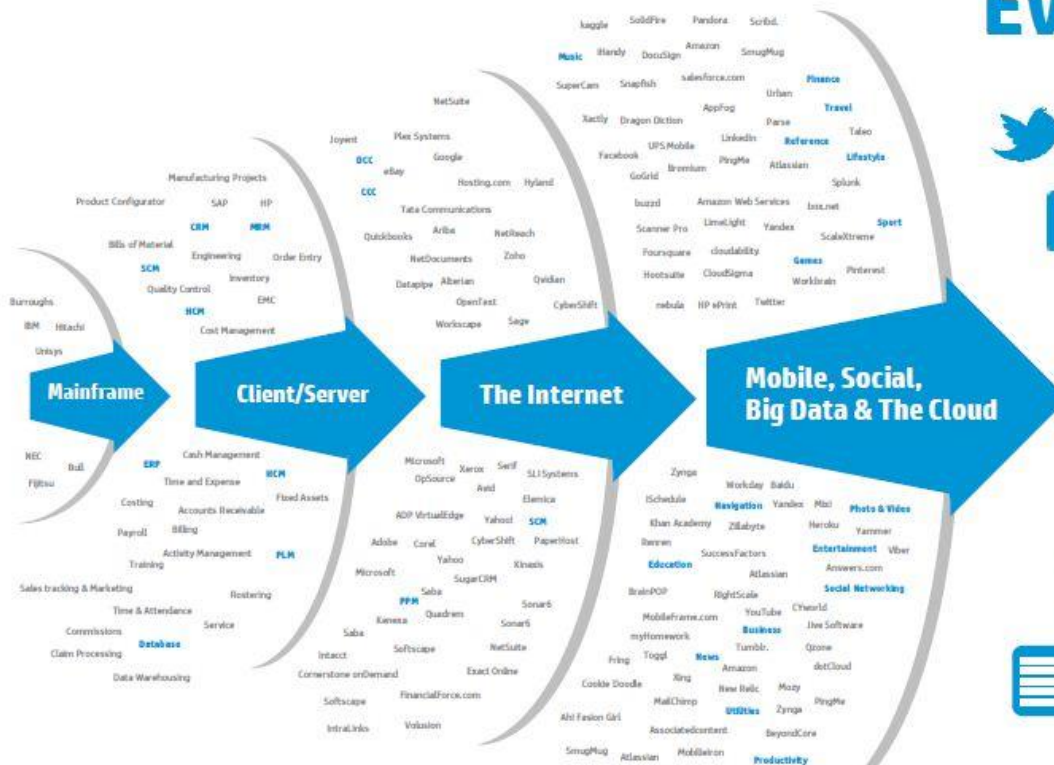 EV
kaggle SolidFire Pandora Scribd.
Music iHandy DocuSign Amazon SmugMug
SuperCam Snapfish salesforce.com Finance
Urban
AppFog Travel
Xactly Dragon Diction Parse
UPS Mobile LinkedIn Reference Taleo
Facebook PingMe Atlassian Lifestyle
GoGrid Bromium Splunk
buzzd Amazon Web Services box.net
Scanner Pro LimeLight Yandex Sport
ScaleXtreme
Foursquare cloudability Games
Hootsuite CloudSigma Workbrain Pinterest
nebula HP ePrint Twitter
NetSuite
Joyent Plex Systems
DCC eBay Google
CCC Hosting.com Hyland
Tata Communications
Quickbooks Ariba NetReach
NetDocuments Zoho
Datapipe Alterian Qvidian
OpenText CyberShift
Workscape Sage
Manufacturing Projects
Product Configurator SAP HP
CRM MRM
Bills of Material Engineering Order Entry
SCM Inventory
Quality Control EMC
HCM
Cost Management
Burroughs
IBM Hitachi
Unisys
Mainframe
Client/Server
The Internet
Mobile, Social,
Big Data & The Cloud
NEC Bull
Fijitsu
ERP Cash Management
Time and Expense HCM
Costing Accounts Receivable Fixed Assets
Payroll Billing
Activity Management PLM
Training
Sales tracking & Marketing Rostering
Time & Attendance
Commissions Service
Claim Processing Database
Data Warehousing
Microsoft Xerox Serif SLI Systems
OpSource Avid
Elemica
ADP VirtualEdge Yahoo! SCM
Adobe Corel CyberShift PaperHost
Yahoo Kinaxis
Microsoft SugarCRM
Saba
PPM Quadrem Sonar6
Kenexa Sonar6
Saba Softscape NetSuite
Intacct
Cornerstone onDemand Exact Online
Softscape FinancialForce.com
IntraLinks Volusion
Zynga
Workday Baidu
iSchedule Navigation Yandex Mixi Photo & Video
Khan Academy Zillabyte Heroku Yammer
Renren SuccessFactors Entertainment Viber
Education Atlassian Answers.com
BrainPOP RightScale Social Networking
MobileFrame.com YouTube CYworld
myHomework Business Jive Software
Fring Toggl News Tumblr. Qzone
Xing Amazon dotCloud
Cookie Doodle New Relic Mozy
MailChimp Utilities Zynga PingMe
Ah! Fasion Girl
Associatedcontent BeyondCore
SmugMug Atlassian MobileIron Productivity